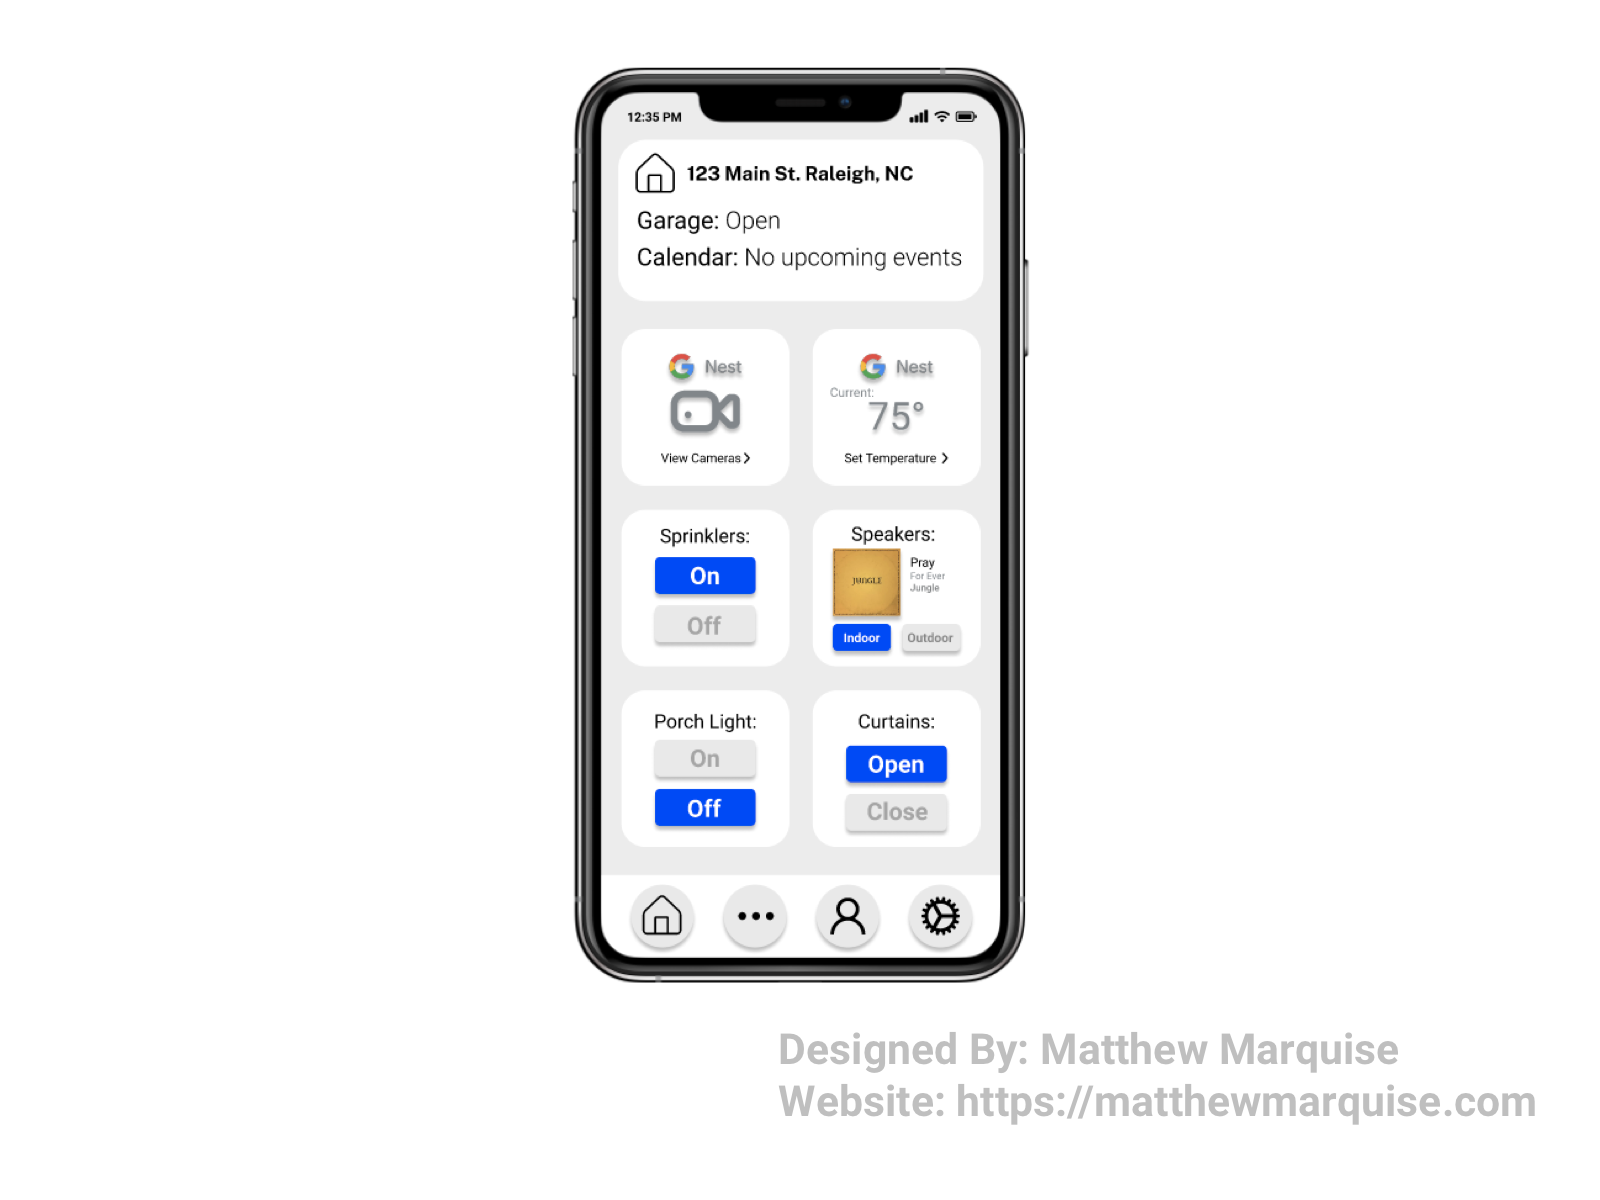 12:35 PM
123 Main St. Raleigh, NC
Garage: Open
Calendar: No upcoming events
Nest
View Cameras
Nest
Current:
75°
Set Temperature
Sprinklers:
On
Off
Speakers:
JUNGLE
Pray
For Ever
Jungle
Indoor
Outdoor
Porch Light:
On
Off
Curtains:
Open
Close
Designed By: Matthew Marquise
Website: https://matthewmarquise.com